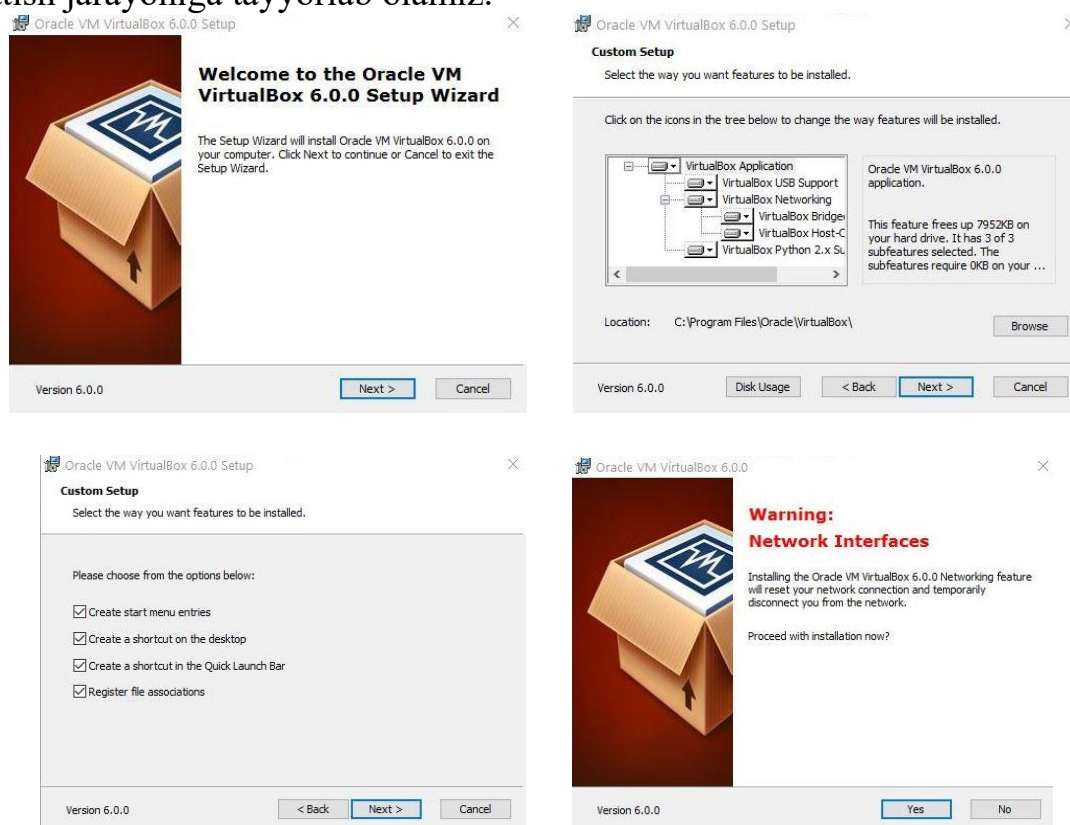 jarayoniga tayyorlab olamiz.
Oracle VM VirtualBox 6.0.0 Setup
Welcome to the Oracle VM
VirtualBox 6.0.0 Setup Wizard
The Setup Wizard will install Oracle VM VirtualBox 6.0.0 on
your computer. Click Next to continue or Cancel to exit the
Setup Wizard.
Version 6.0.0
Next >
Cancel
Oracle VM VirtualBox 6.0.0 Setup
Custom Setup
Select the way you want features to be installed.
Click on the icons in the tree below to change the way features will be installed.
VirtualBox Application
VirtualBox USB Support
VirtualBox Networking
VirtualBox Bridge
VirtualBox Host-C
VirtualBox Python 2.x Su
Oracle VM VirtualBox 6.0.0
application.
This feature frees up 7952KB on
your hard drive. It has 3 of 3
subfeatures selected. The
subfeatures require 0KB on your ...
Location: C:\Program Files\Oracle\VirtualBox\
Browse
Version 6.0.0
Disk Usage
< Back
Next >
Cancel
Oracle VM VirtualBox 6.0.0 Setup
Custom Setup
Select the way you want features to be installed.
Please choose from the options below:
Create start menu entries
Create a shortcut on the desktop
Create a shortcut in the Quick Launch Bar
Register file associations
Version 6.0.0
< Back
Next >
Cancel
Oracle VM VirtualBox 6.0.0
Warning:
Network Interfaces
Installing the Oracle VM VirtualBox 6.0.0 Networking feature
will reset your network connection and temporarily
disconnect you from the network.
Proceed with installation now?
Version 6.0.0
Yes
No